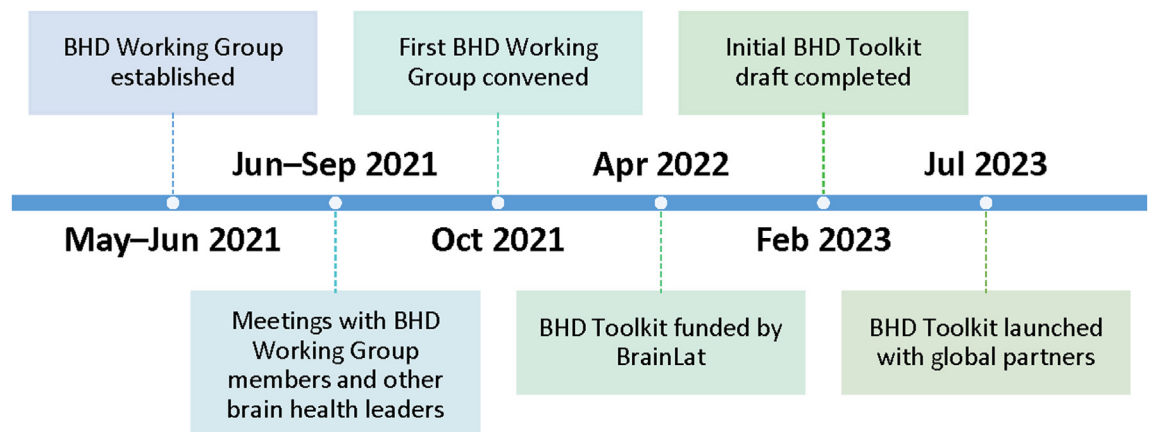 BHD Working Group
established
First BHD Working
Group convened
Initial BHD Toolkit
draft completed
Jun–Sep 2021
Apr 2022
Jul 2023
May–Jun 2021
Oct 2021
Feb 2023
Meetings with BHD
Working Group
members and other
brain health leaders
BHD Toolkit funded by
BrainLat
BHD Toolkit launched
with global partners